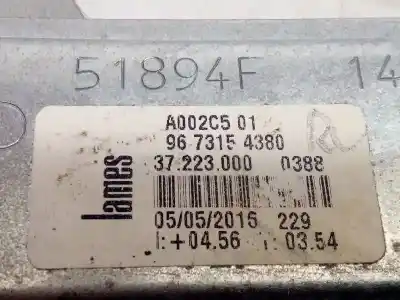 51894F 14
A002C5 01
96 7315 4380
37.223.000 0388
lames
05/05/2016 229
I:+04.56 I: 03.54